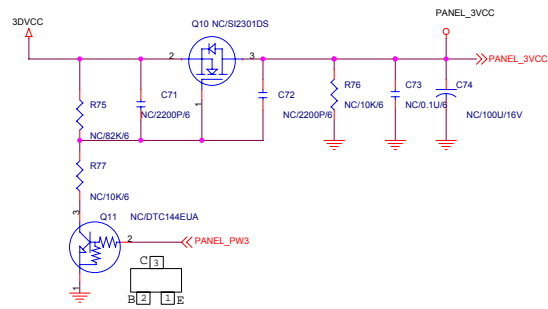 PANEL_3VCC
3DVCC
Q10 NC/SI2301DS
2
3
PANEL_3VCC
1
R75
NC/82K/6
C71
NC/2200P/6
C72
NC/2200P/6
R76
NC/10K/6
C73
NC/0.1U/6
C74
NC/100U/16V
R77
NC/10K/6
Q11
NC/DTC144EUA
3
2
PANEL_PW3
1
C 3
B 2 1 E